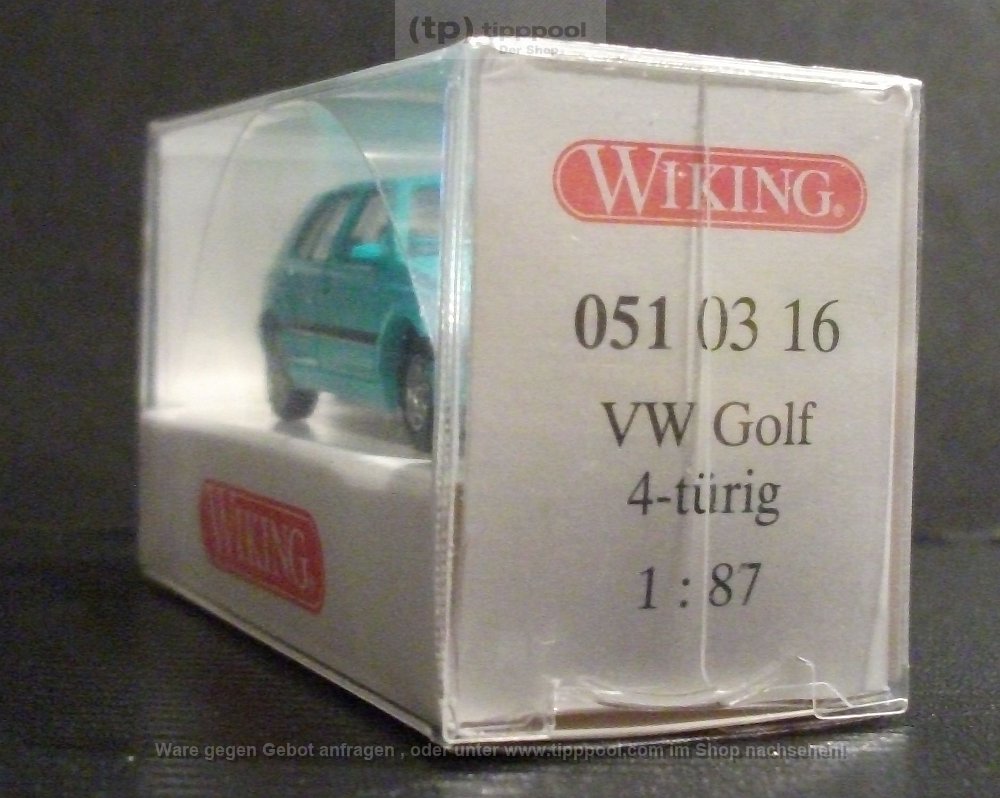 (tp) tipppool
Der Shop
WIKING®
051 03 16
VW Golf
4-türig
1 : 87
WIKING
Ware gegen Gebot anfragen , oder unter www.tipppool.com im Shop nachsehen!!